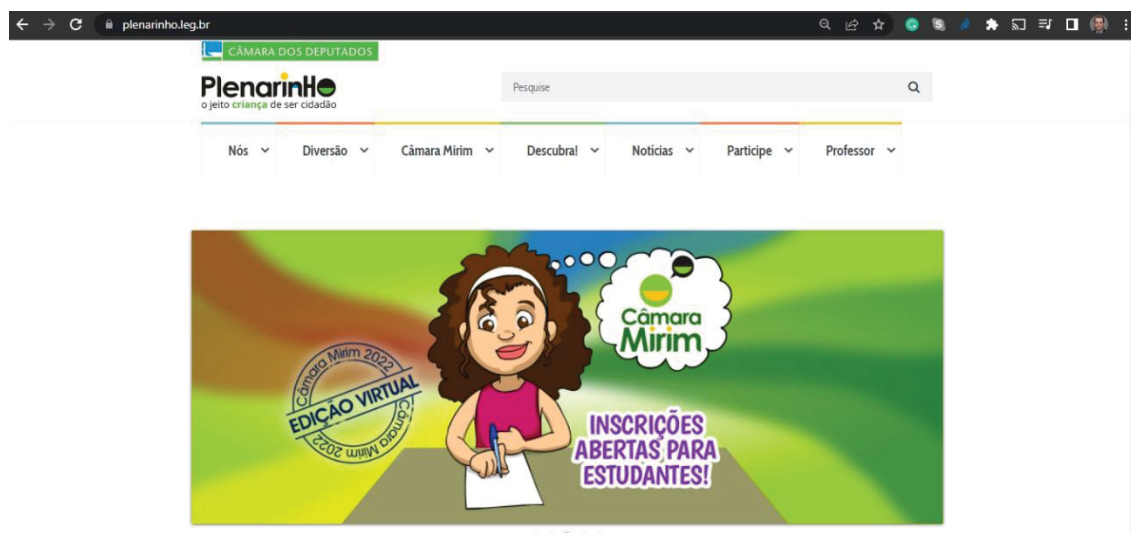 plenarinho.leg.br
CÂMARA DOS DEPUTADOS
PlenarinHo
o jeito criança de ser cidadão
Pesquise
Nós
Diversão
Câmara Mirim
Descubra!
Notícias
Participe
Professor
Câmara
Mirim
Câmara Mirim 2022
EDIÇÃO VIRTUAL
Câmara Mirim 2022
INSCRIÇÕES
ABERTAS PARA
ESTUDANTES!